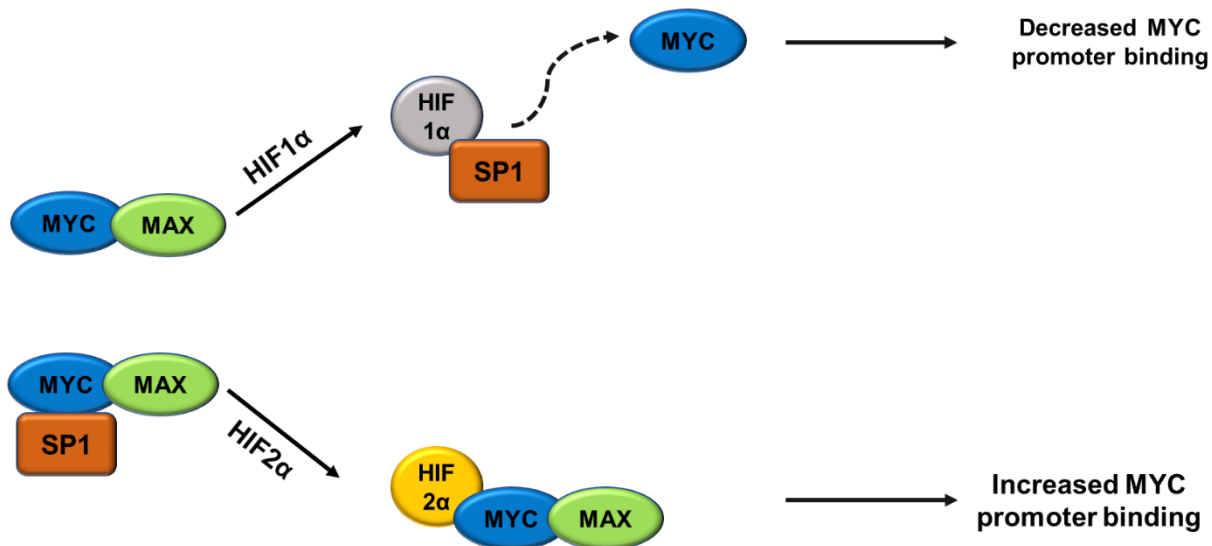 MYC
Decreased MYC
promoter binding
HIF
1α
HIF1α
SP1
MYC
MAX
MYC
MAX
SP1
HIF2α
HIF
2α
MYC
MAX
Increased MYC
promoter binding